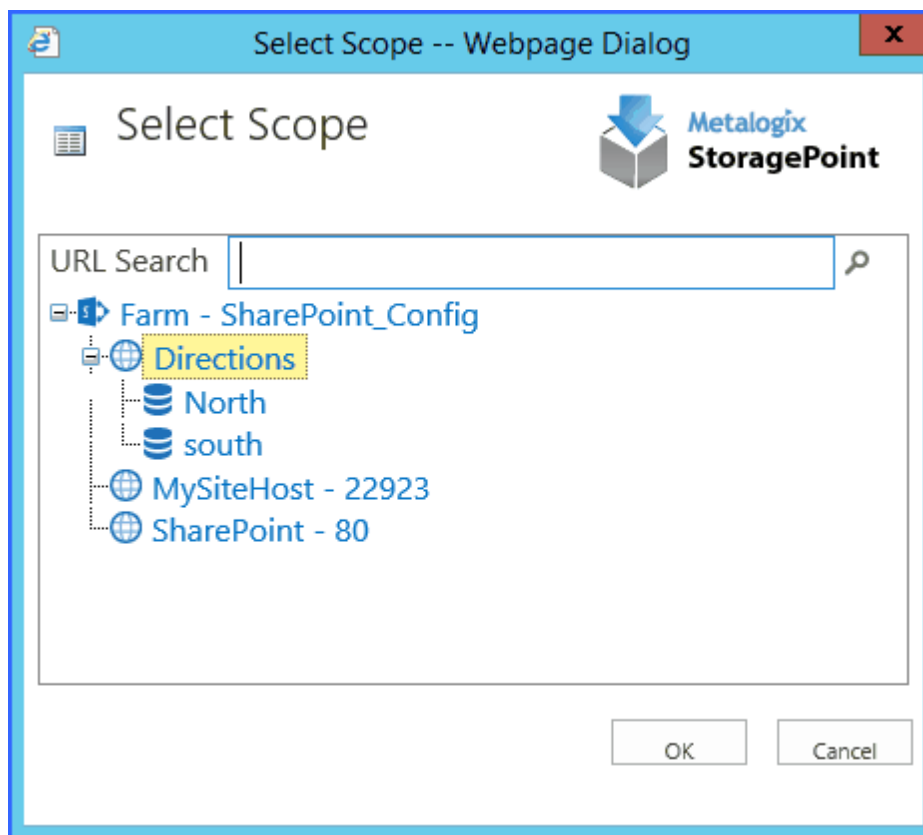 Select Scope -- Webpage Dialog
x
Select Scope
Metalogix
StoragePoint
URL Search
Farm - SharePoint_Config
Directions
North
south
MySiteHost - 22923
SharePoint - 80
OK
Cancel